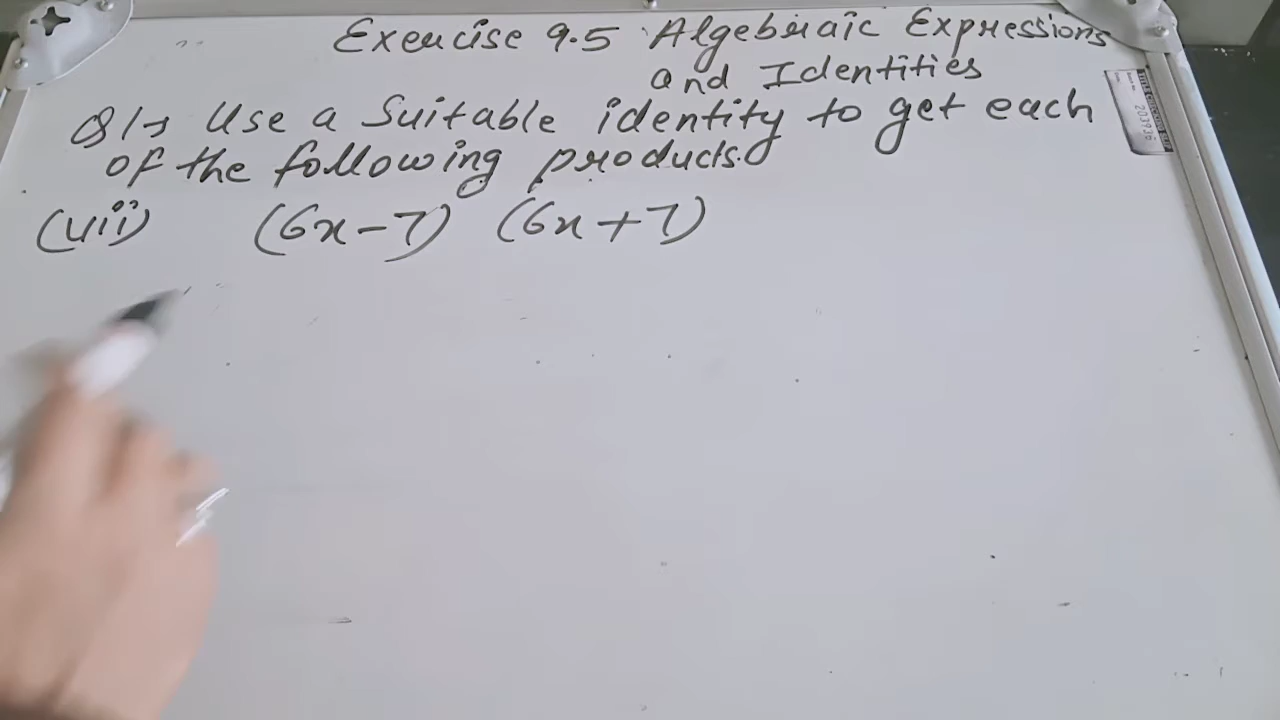 Exercise 9.5 Algebraic Expressions
and Identities
Q1→ Use a Suitable identity to get each
of the following products.
(vii) (6x-7) (6x+7)